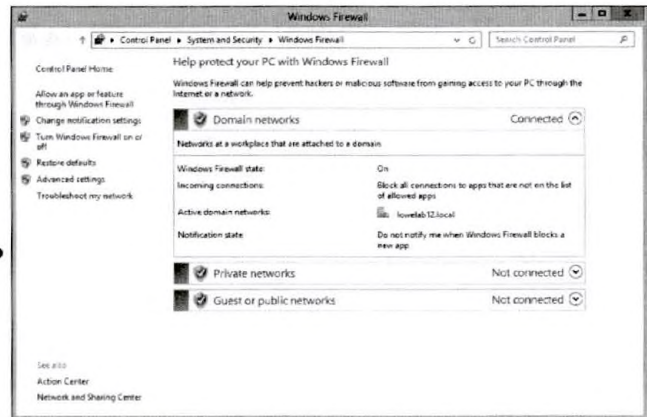 Windows Firewall
Control Panel ▸ System and Security ▸ Windows Firewall
Search Control Panel
Control Panel Home
Allow an app or feature
through Windows Firewall
Change notification settings
Turn Windows Firewall on or
off
Restore defaults
Advanced settings
Troubleshoot my network
Help protect your PC with Windows Firewall
Windows Firewall can help prevent hackers or malicious software from gaining access to your PC through the
Internet or a network.
Domain networks Connected
Networks at a workplace that are attached to a domain
Windows Firewall state: On
Incoming connections: Block all connections to apps that are not on the list
of allowed apps
Active domain networks: lowelab12.local
Notification state: Do not notify me when Windows Firewall blocks a
new app
Private networks Not connected
Guest or public networks Not connected
See also
Action Center
Network and Sharing Center